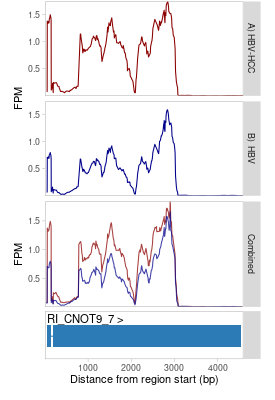 1.5
1.0
0.5
FPM
A) HBV-HCC
1.5
1.0
0.5
B) HBV
1.5
1.0
0.5
FPM
Combined
RI_CNOT9_7 >
1000 2000 3000 4000
Distance from region start (bp)